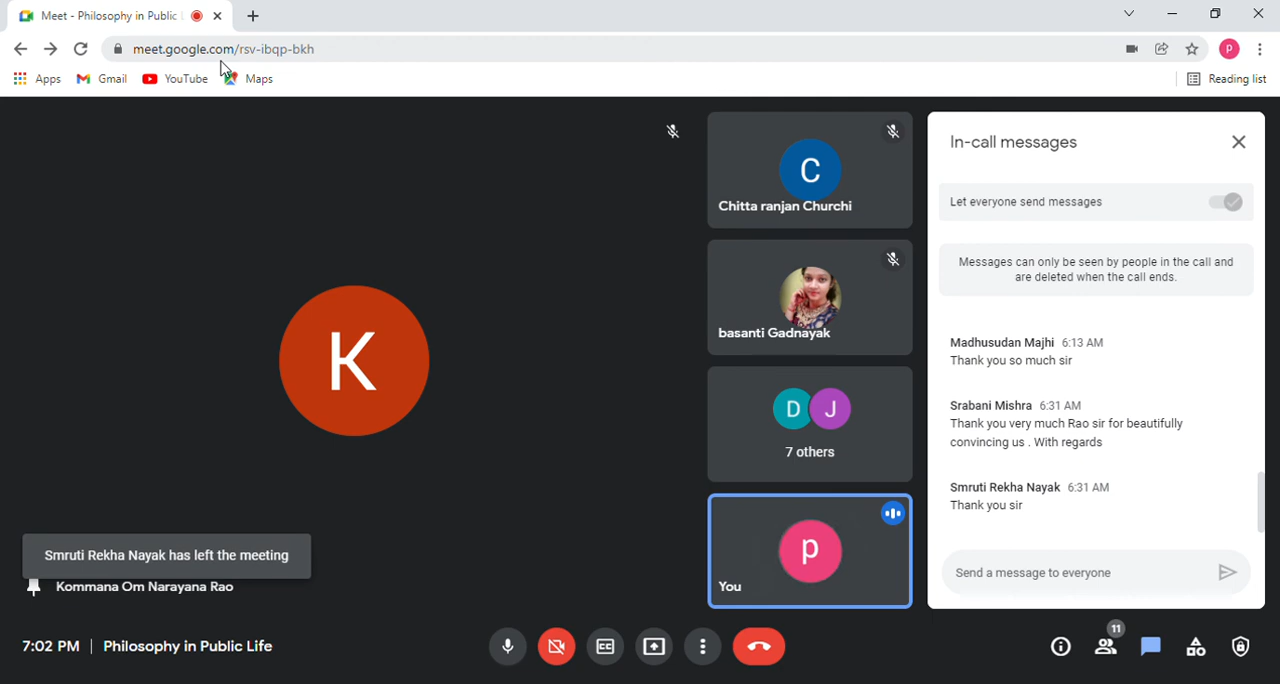 Meet - Philosophy in Public
meet.google.com/rsv-ibqp-bkh
p
Apps
Gmail
YouTube
Maps
Reading list
K
Smruti Rekha Nayak has left the meeting
Kommana Om Narayana Rao
C
Chitta ranjan Churchi
basanti Gadnayak
D J
7 others
p
You
In-call messages
Let everyone send messages
Messages can only be seen by people in the call and
are deleted when the call ends.
Madhusudan Majhi 6:13 AM
Thank you so much sir
Srabani Mishra 6:31 AM
Thank you very much Rao sir for beautifully
convincing us . With regards
Smruti Rekha Nayak 6:31 AM
Thank you sir
Send a message to everyone
7:02 PM | Philosophy in Public Life
CC
11